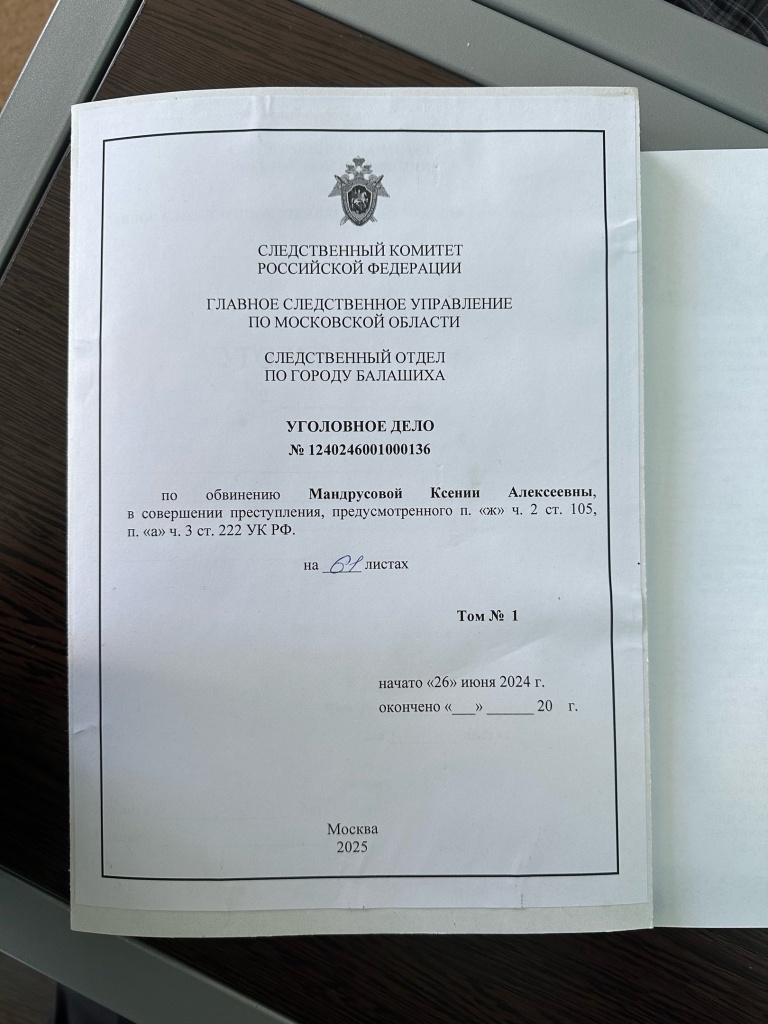 СЛЕДСТВЕННЫЙ КОМИТЕТ
РОССИЙСКОЙ ФЕДЕРАЦИИ
ГЛАВНОЕ СЛЕДСТВЕННОЕ УПРАВЛЕНИЕ
ПО МОСКОВСКОЙ ОБЛАСТИ
СЛЕДСТВЕННЫЙ ОТДЕЛ
ПО ГОРОДУ БАЛАШИХА
УГОЛОВНОЕ ДЕЛО
№ 1240246001000136
по обвинению Мандрусовой Ксении Алексеевны,
в совершении преступления, предусмотренного п. «ж» ч. 2 ст. 105,
п. «а» ч. 3 ст. 222 УК РФ.
на 61 листах
Том № 1
начато «26» июня 2024 г.
окончено «___» ______ 20 г.
Москва
2025